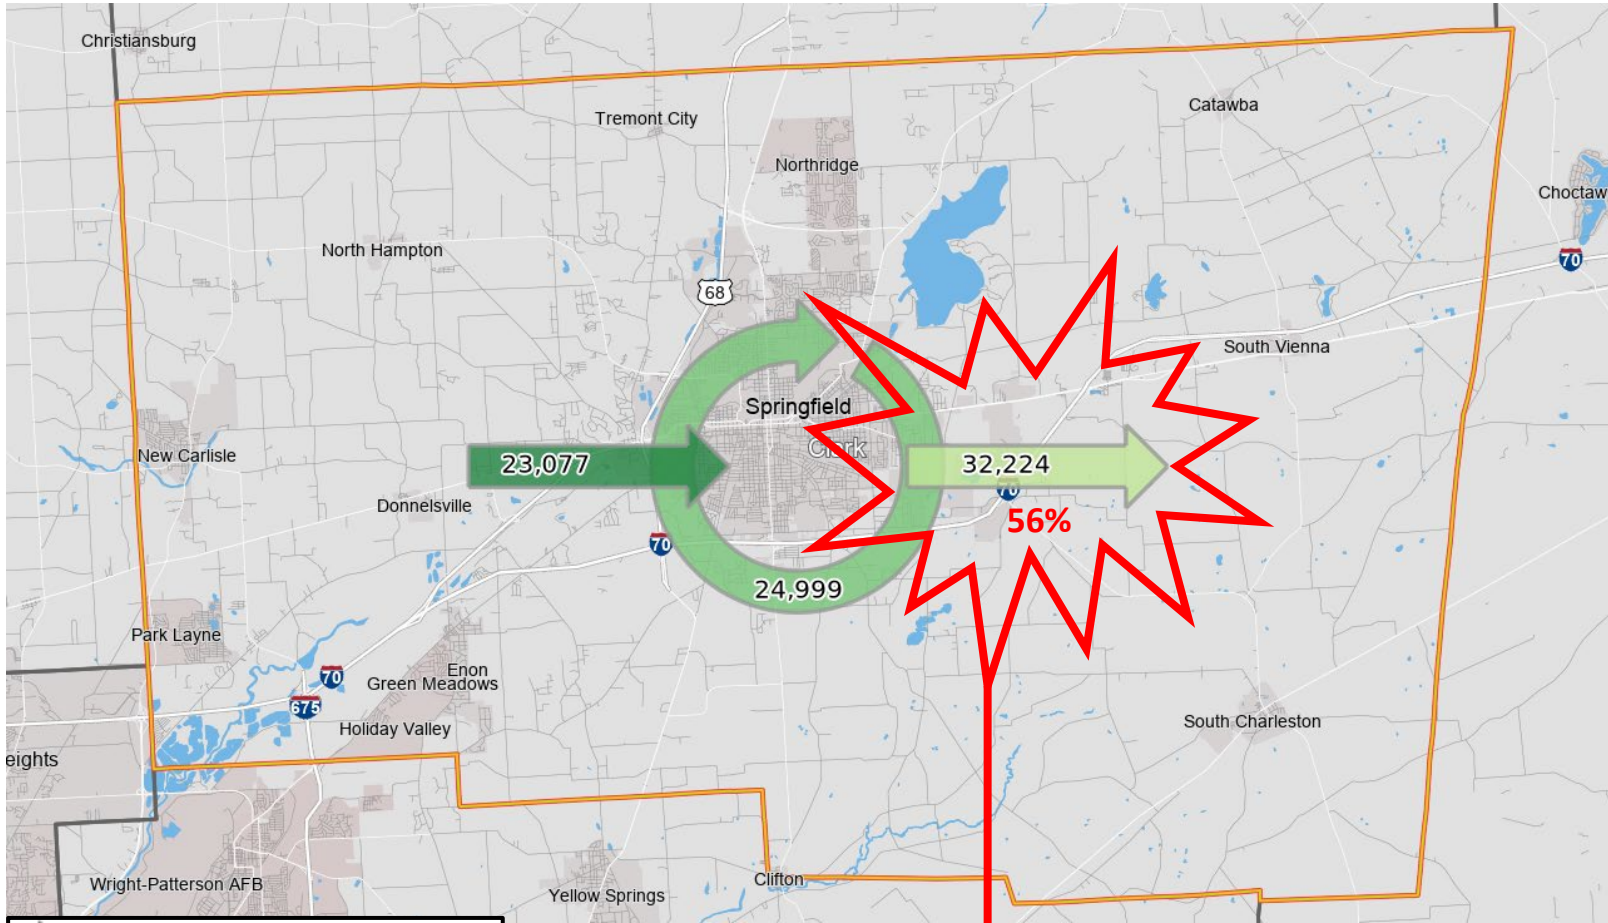 Christiansburg
Catawba
Tremont City
Northridge
Choctaw
North Hampton
70
68
South Vienna
Springfield
Clark
New Carlisle
23,077
32,224
70
Donnelsville
56%
70
24,999
Park Layne
Enon
70
Green Meadows
675
Holiday Valley
South Charleston
eights
Wright-Patterson AFB
Clifton
Yellow Springs